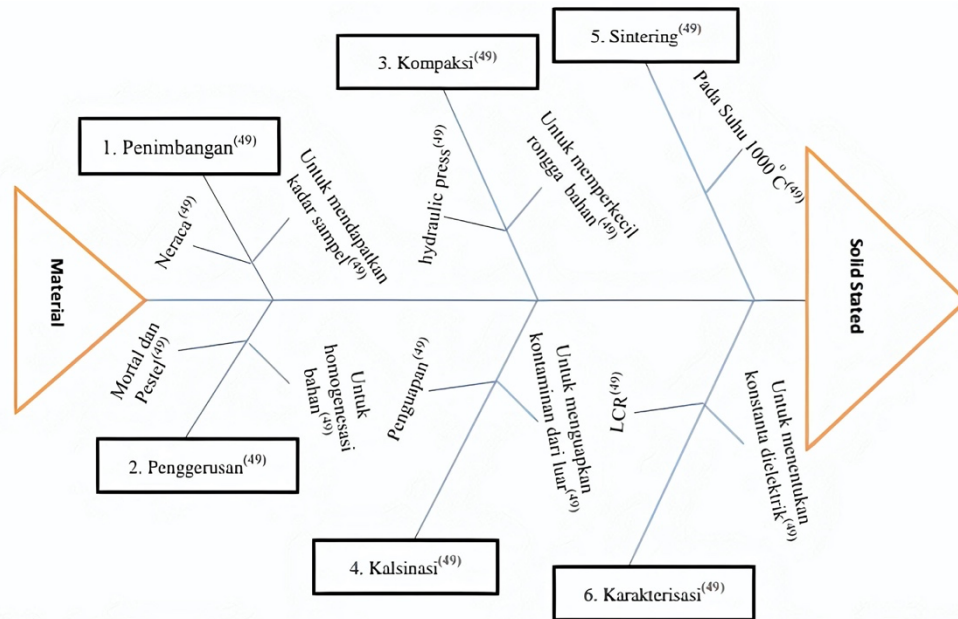 Material
1. Penimbangan(49)
Neraca(49)
Untuk mendapatkan
kadar sampel(49)
2. Penggerusan(49)
Mortal dan
Pestel(49)
Untuk
homogenesasi
bahan(49)
3. Kompaksi(49)
hydraulic press(49)
Untuk memperkecil
rongga bahan(49)
4. Kalsinasi(49)
Penguapan(49)
Untuk menguapkan
kontaminan dari luar(49)
5. Sintering(49)
Pada Suhu 1000°C(49)
6. Karakterisasi(49)
LCR(49)
Untuk menentukan
konstanta dielektrik(49)
Solid Stated